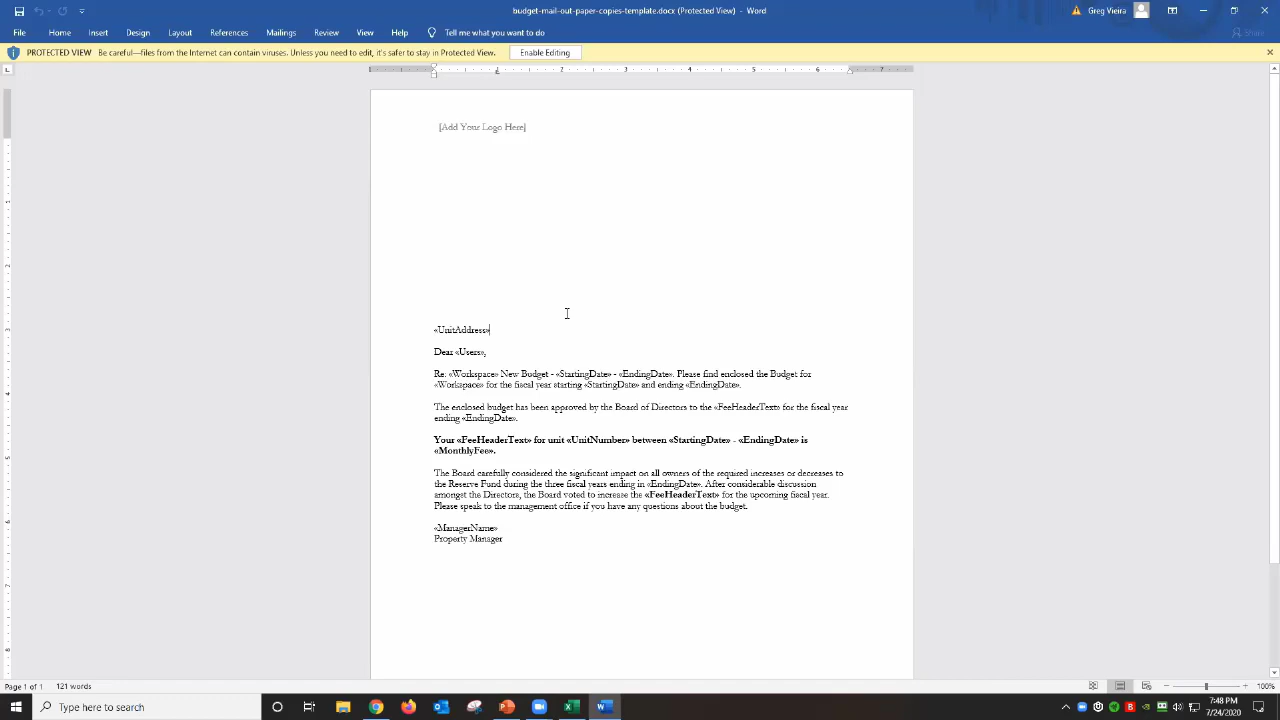 budget-mail-out-paper-copies-template.docx (Protected View) - Word
Greg Vieira
File Home Insert Design Layout References Mailings Review View Help Tell me what you want to do Share
PROTECTED VIEW Be careful—files from the Internet can contain viruses. Unless you need to edit, it's safer to stay in Protected View. Enable Editing
[Add Your Logo Here]
«UnitAddress»
Dear «Users»,
Re: «Workspace» New Budget - «StartingDate» - «EndingDate». Please find enclosed the Budget for
«Workspace» for the fiscal year starting «StartingDate» and ending «EndingDate».
The enclosed budget has been approved by the Board of Directors to the «FeeHeaderText» for the fiscal year
ending «EndingDate».
Your «FeeHeaderText» for unit «UnitNumber» between «StartingDate» - «EndingDate» is
«MonthlyFee».
The Board carefully considered the significant impact on all owners of the required increases or decreases to
the Reserve Fund during the three fiscal years ending in «EndingDate». After considerable discussion
amongst the Directors, the Board voted to increase the «FeeHeaderText» for the upcoming fiscal year.
Please speak to the management office if you have any questions about the budget.
«ManagerName»
Property Manager
Page 1 of 1 121 words
100%
Type here to search
7:48 PM
7/24/2020